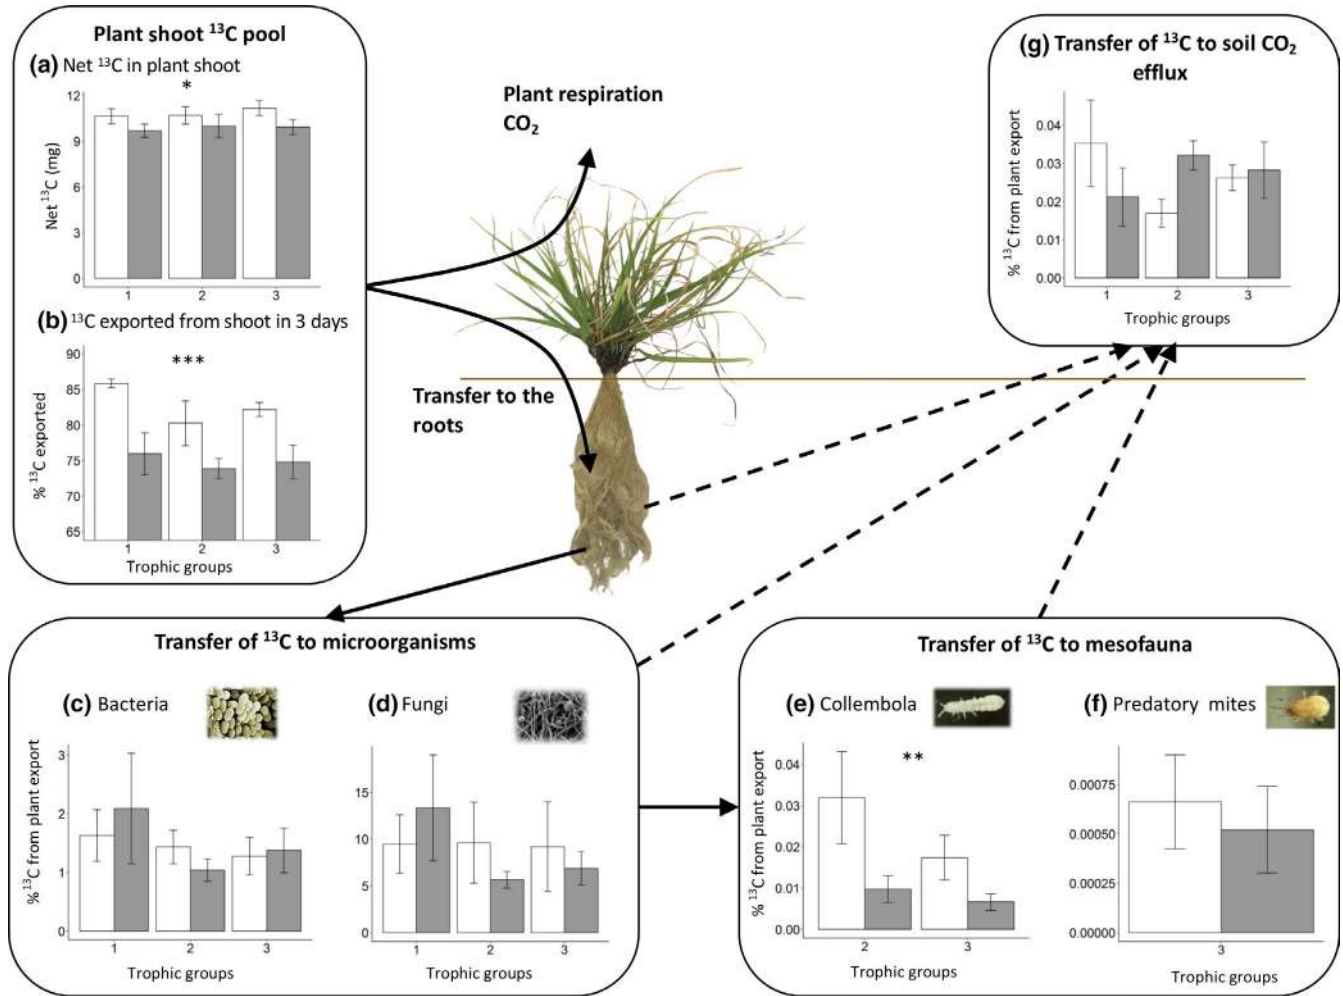 Plant shoot ¹³C pool
(a) Net ¹³C in plant shoot
*
Net ¹³C (mg)
12
9
6
3
0
1 2 3
(b) ¹³C exported from shoot in 3 days
***
% ¹³C exported
90
85
80
75
70
65
1 2 3
Trophic groups
Plant respiration
CO₂
Transfer to the
roots
(g) Transfer of ¹³C to soil CO₂
efflux
% ¹³C from plant export
0.04
0.03
0.02
0.01
0.00
1 2 3
Trophic groups
Transfer of ¹³C to microorganisms
(c) Bacteria
% ¹³C from plant export
3
2
1
0
1 2 3
Trophic groups
(d) Fungi
15
10
5
0
1 2 3
Trophic groups
Transfer of ¹³C to mesofauna
(e) Collembola
**
% ¹³C from plant export
0.04
0.03
0.02
0.01
0.00
2 3
Trophic groups
(f) Predatory mites
0.00075
0.00050
0.00025
0.00000
3
Trophic groups